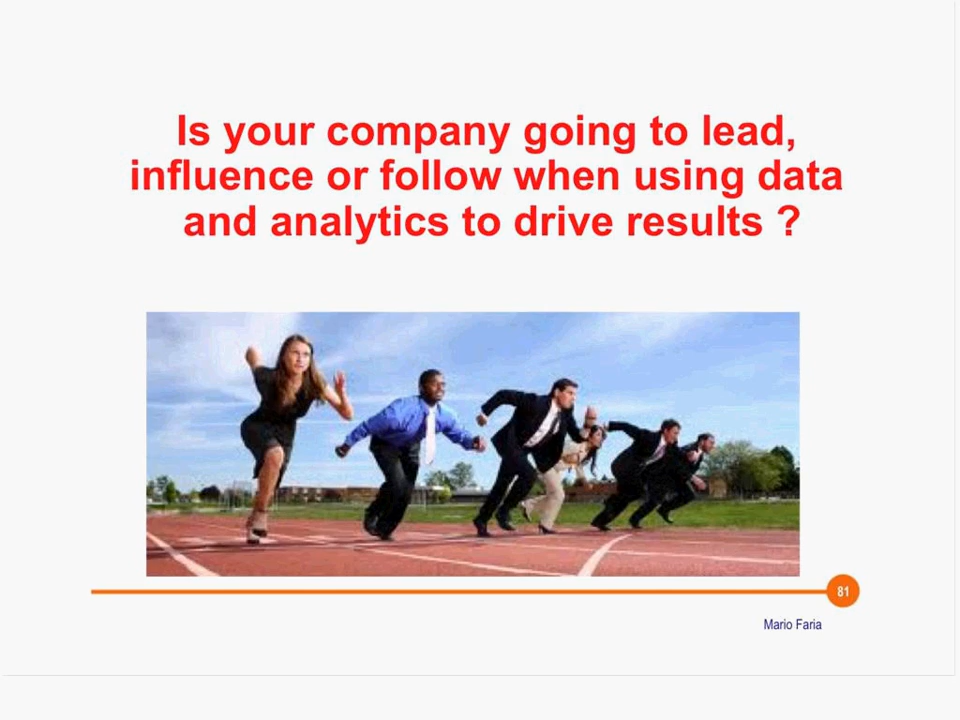 Is your company going to lead,
influence or follow when using data
and analytics to drive results ?
81
Mario Faria